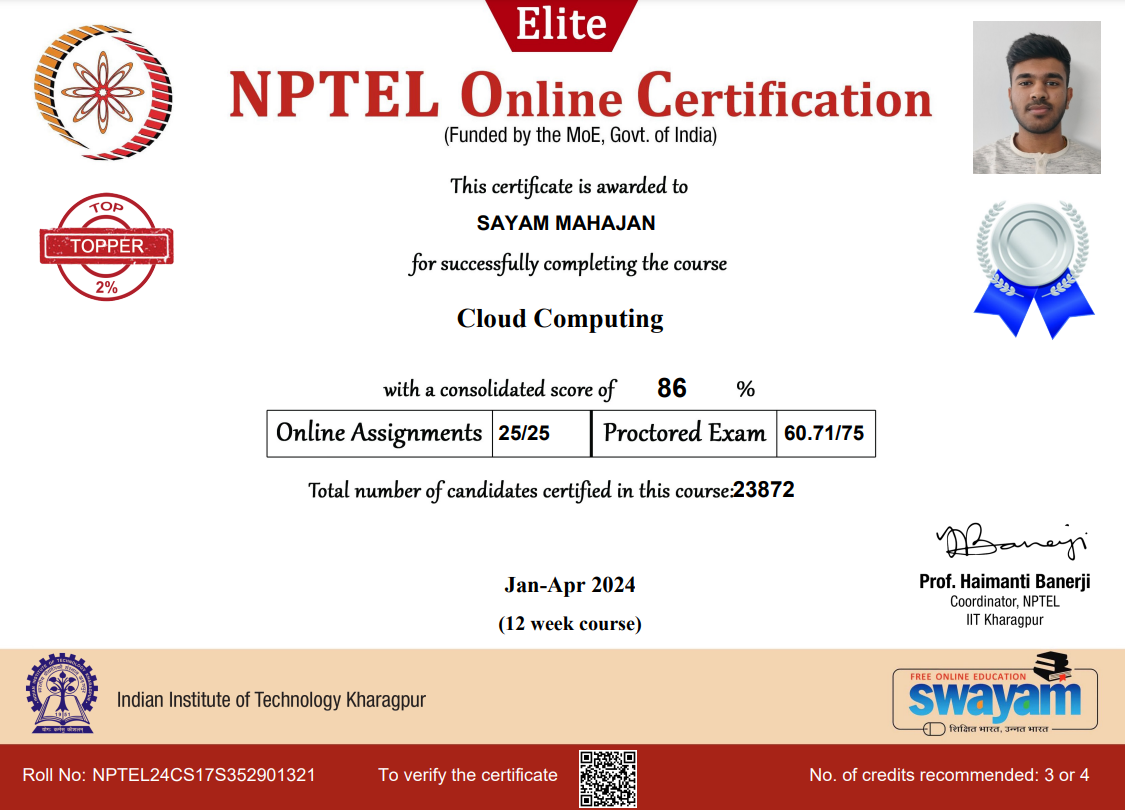 Elite
NPTEL Online Certification
(Funded by the MoE, Govt. of India)
This certificate is awarded to
SAYAM MAHAJAN
for successfully completing the course
Cloud Computing
TOP
TOPPER
2%
with a consolidated score of 86 %
Online Assignments 25/25 Proctored Exam 60.71/75
Total number of candidates certified in this course:23872
Banerji
Prof. Haimanti Banerji
Coordinator, NPTEL
IIT Kharagpur
Jan-Apr 2024
(12 week course)
Indian Institute of Technology Kharagpur
FREE ONLINE EDUCATION
swayam
शिक्षित भारत, उन्नत भारत
Roll No: NPTEL24CS17S352901321 To verify the certificate No. of credits recommended: 3 or 4